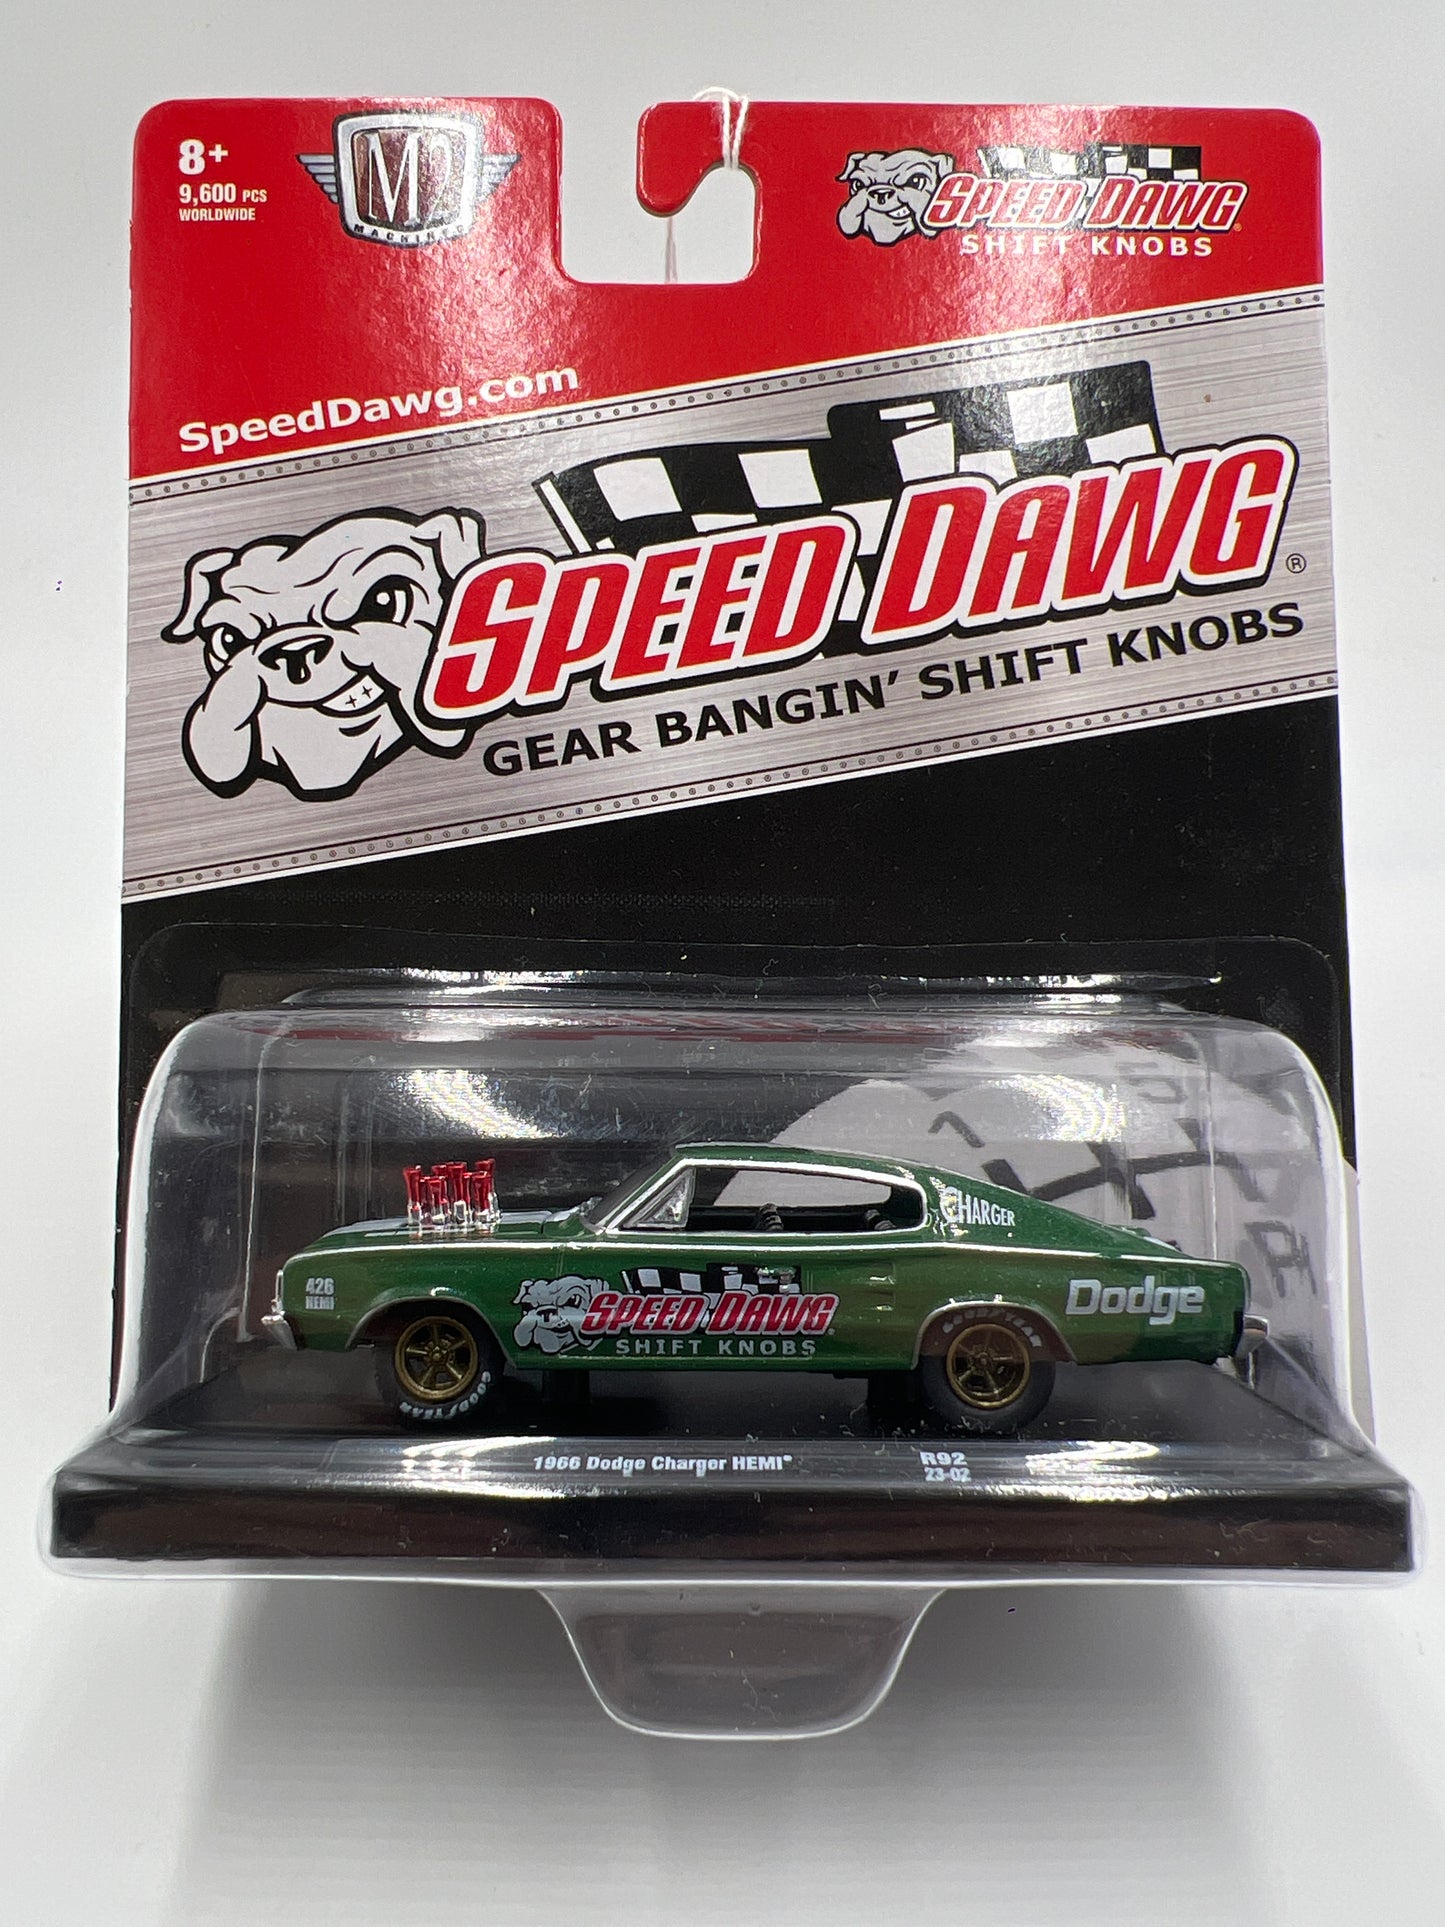 8+
9,600 PCS
WORLDWIDE
M2
MACHINES
SPEED DAWG
SHIFT KNOBS
SpeedDawg.com
SPEED DAWG®
GEAR BANGIN' SHIFT KNOBS
CHARGER
426
HEMI
SPEED DAWG
SHIFT KNOBS
Dodge
GOODYEAR
GOODYEAR
1966 Dodge Charger HEMI®
R92
23-02